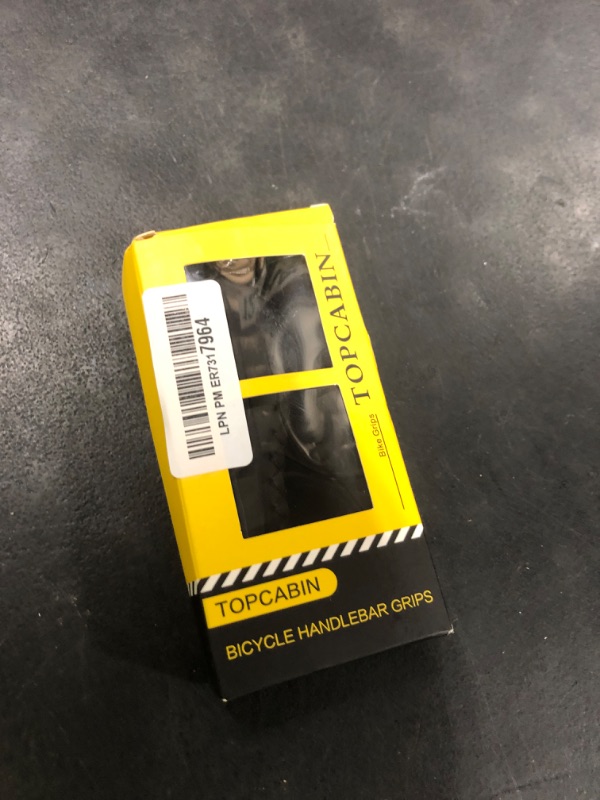 TOPCABIN
Bike Grips
LPN PM ER7317964
TOPCABIN
BICYCLE HANDLEBAR GRIPS